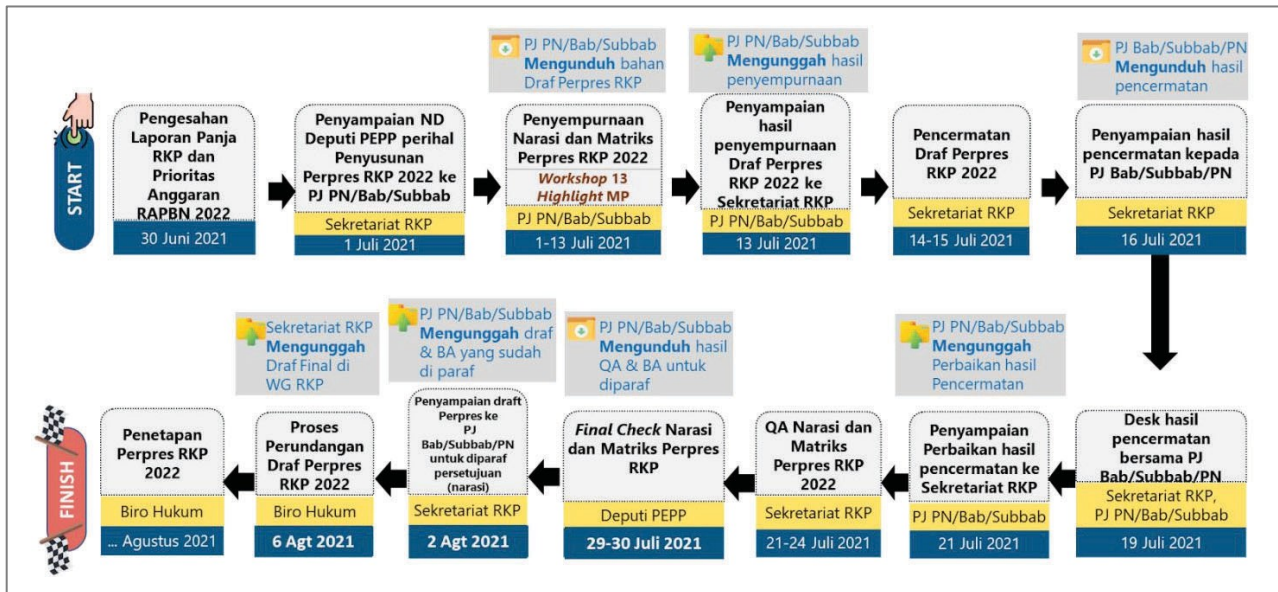 START
Pengesahan
Laporan Panja
RKP dan
Prioritas
Anggaran
RAPBN 2022
30 Juni 2021
Penyampaian ND
Deputi PEPP perihal
Penyusunan
Perpres RKP 2022 ke
PJ PN/Bab/Subbab
Sekretariat RKP
1 Juli 2021
PJ PN/Bab/Subbab
Mengunduh bahan
Draf Perpres RKP
Penyempurnaan
Narasi dan Matriks
Perpres RKP 2022
Workshop 13
Highlight MP
PJ PN/Bab/Subbab
1-13 Juli 2021
PJ PN/Bab/Subbab
Mengunggah hasil
penyempurnaan
Penyampaian
hasil
penyempurnaan
Draf Perpres
RKP 2022 ke
Sekretariat RKP
PJ PN/Bab/Subbab
13 Juli 2021
Pencermatan
Draf Perpres
RKP 2022
Sekretariat RKP
14-15 Juli 2021
PJ Bab/Subbab/PN
Mengunduh hasil
pencermatan
Penyampaian hasil
pencermatan kepada
PJ Bab/Subbab/PN
Sekretariat RKP
16 Juli 2021
Desk hasil
pencermatan
bersama PJ
Bab/Subbab/PN
Sekretariat RKP,
PJ PN/Bab/Subbab
19 Juli 2021
PJ PN/Bab/Subbab
Mengunggah
Perbaikan hasil
Pencermatan
Penyampaian
Perbaikan hasil
pencermatan ke
Sekretariat RKP
PJ PN/Bab/Subbab
21 Juli 2021
QA Narasi dan
Matriks
Perpres RKP
2022
Sekretariat RKP
21-24 Juli 2021
PJ PN/Bab/Subbab
Mengunduh hasil
QA & BA untuk
diparaf
Final Check Narasi
dan Matriks Perpres
RKP
Deputi PEPP
29-30 Juli 2021
PJ PN/Bab/Subbab
Mengunggah draf
& BA yang sudah
di paraf
Penyampaian draft
Perpres ke
PJ
Bab/Subbab/PN
untuk diparaf
persetujuan
(narasi)
Sekretariat RKP
2 Agt 2021
Sekretariat RKP
Mengunggah
Draf Final di
WG RKP
Proses
Perundangan
Draf Perpres
RKP 2022
Biro Hukum
6 Agt 2021
Penetapan
Perpres RKP
2022
Biro Hukum
... Agustus 2021
FINISH